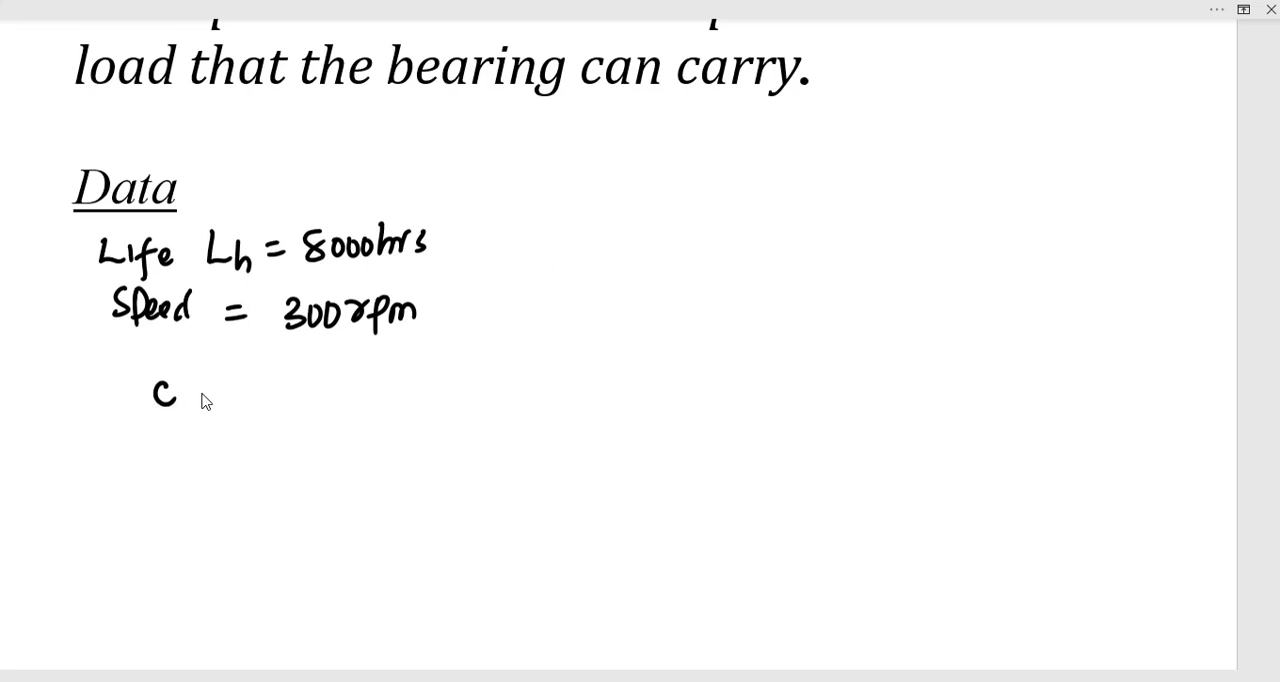 load that the bearing can carry.
Data
Life Lh = 8000hrs
Speed = 300rpm
C